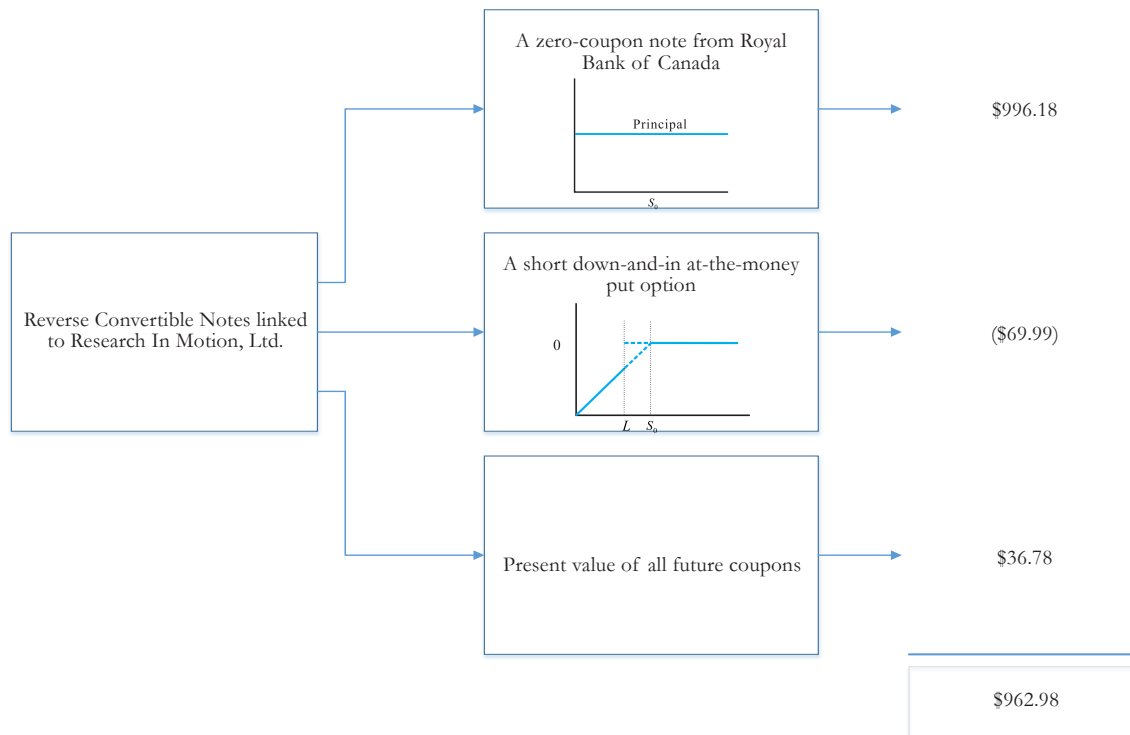 A zero-coupon note from Royal
Bank of Canada
Principal
S₀
$996.18
Reverse Convertible Notes linked
to Research In Motion, Ltd.
A short down-and-in at-the-money
put option
0
L S₀
($69.99)
Present value of all future coupons
$36.78
$962.98